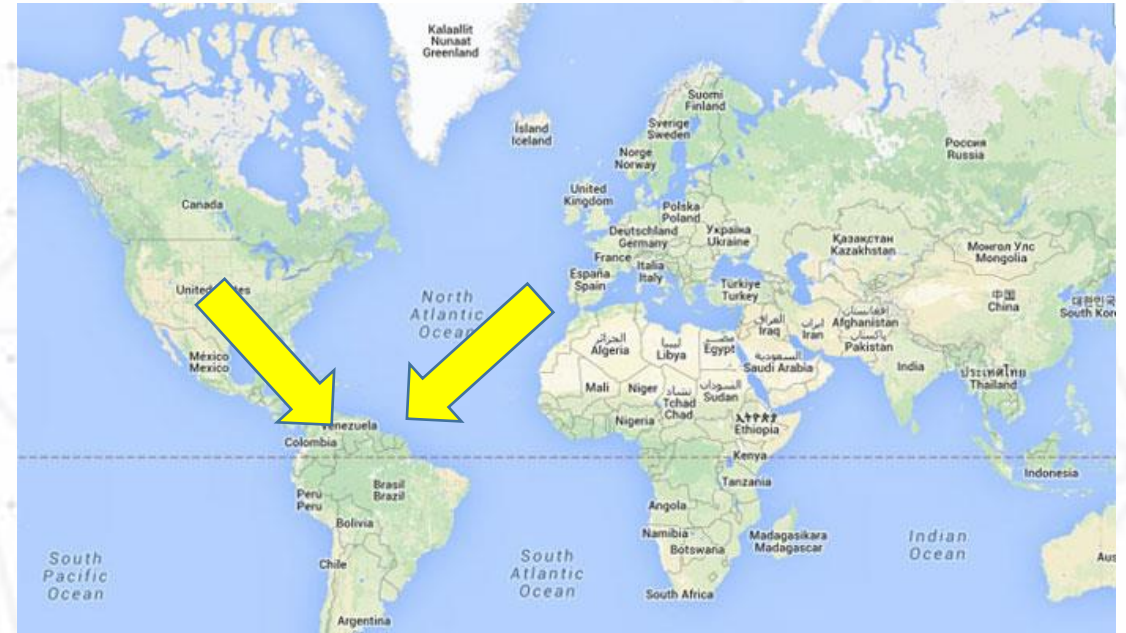 Kalaallit
Nunaat
Greenland
Suomi
Finland
Ísland
Iceland
Sverige
Sweden
Norge
Norway
Россия
Russia
Canada
United
Kingdom
Polska
Poland
Deutschland
Germany
Україна
Ukraine
Қазақстан
Kazakhstan
Монгол Улс
Mongolia
France
Italia
Italy
España
Spain
Türkiye
Turkey
中国
China
South Kor
North
Atlantic
Ocean
United
es
العراق
Iraq
ایران
Iran
افغانستان
Afghanistan
پاکستان
Pakistan
الجزائر
Algeria
ليبيا
Libya
مصر
Egypt
السعودية
Saudi Arabia
India
ประเทศไทย
Thailand
México
Mexico
Mali
Niger
تشاد
Tchad
Chad
السودان
Sudan
Nigeria
Ethiopia
enezuela
Colombia
Kenya
Indonesia
Perú
Peru
Brasil
Brazil
Tanzania
Angola
Bolivia
Namibia
Botswana
Madagasikara
Madagascar
Indian
Ocean
South
Pacific
Ocean
Chile
South
Atlantic
Ocean
Aus
South Africa
Argentina